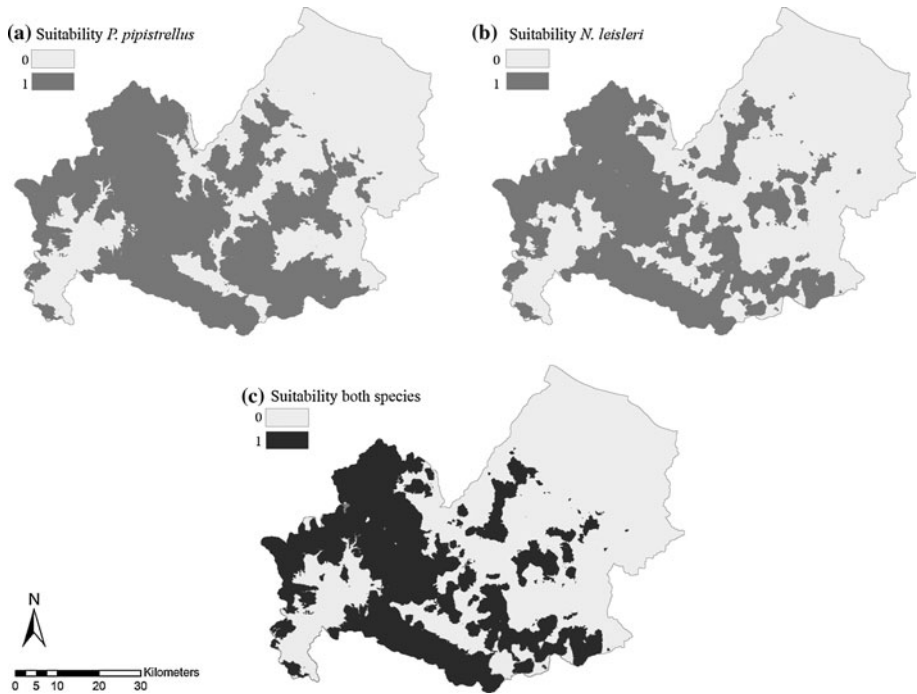 (a) Suitability P. pipistrellus
0
1
(b) Suitability N. leisleri
0
1
(c) Suitability both species
0
1
N
Kilometers
0 5 10 20 30